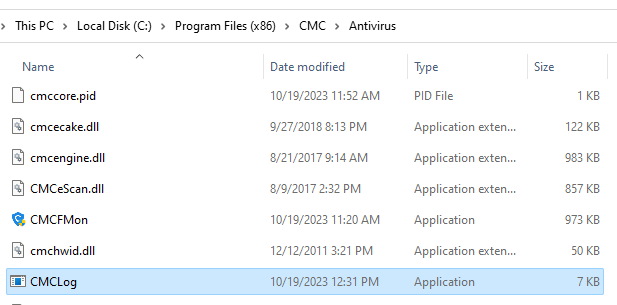 This PC > Local Disk (C:) > Program Files (x86) > CMC > Antivirus
Name Date modified Type Size
cmccore.pid 10/19/2023 11:52 AM PID File 1 KB
cmcecake.dll 9/27/2018 8:13 PM Application exten... 122 KB
cmcengine.dll 8/21/2017 9:14 AM Application exten... 983 KB
CMCeScan.dll 8/9/2017 2:32 PM Application exten... 857 KB
CMCFMon 10/19/2023 11:20 AM Application 973 KB
cmchwid.dll 12/12/2011 3:21 PM Application exten... 50 KB
CMCLog 10/19/2023 12:31 PM Application 7 KB